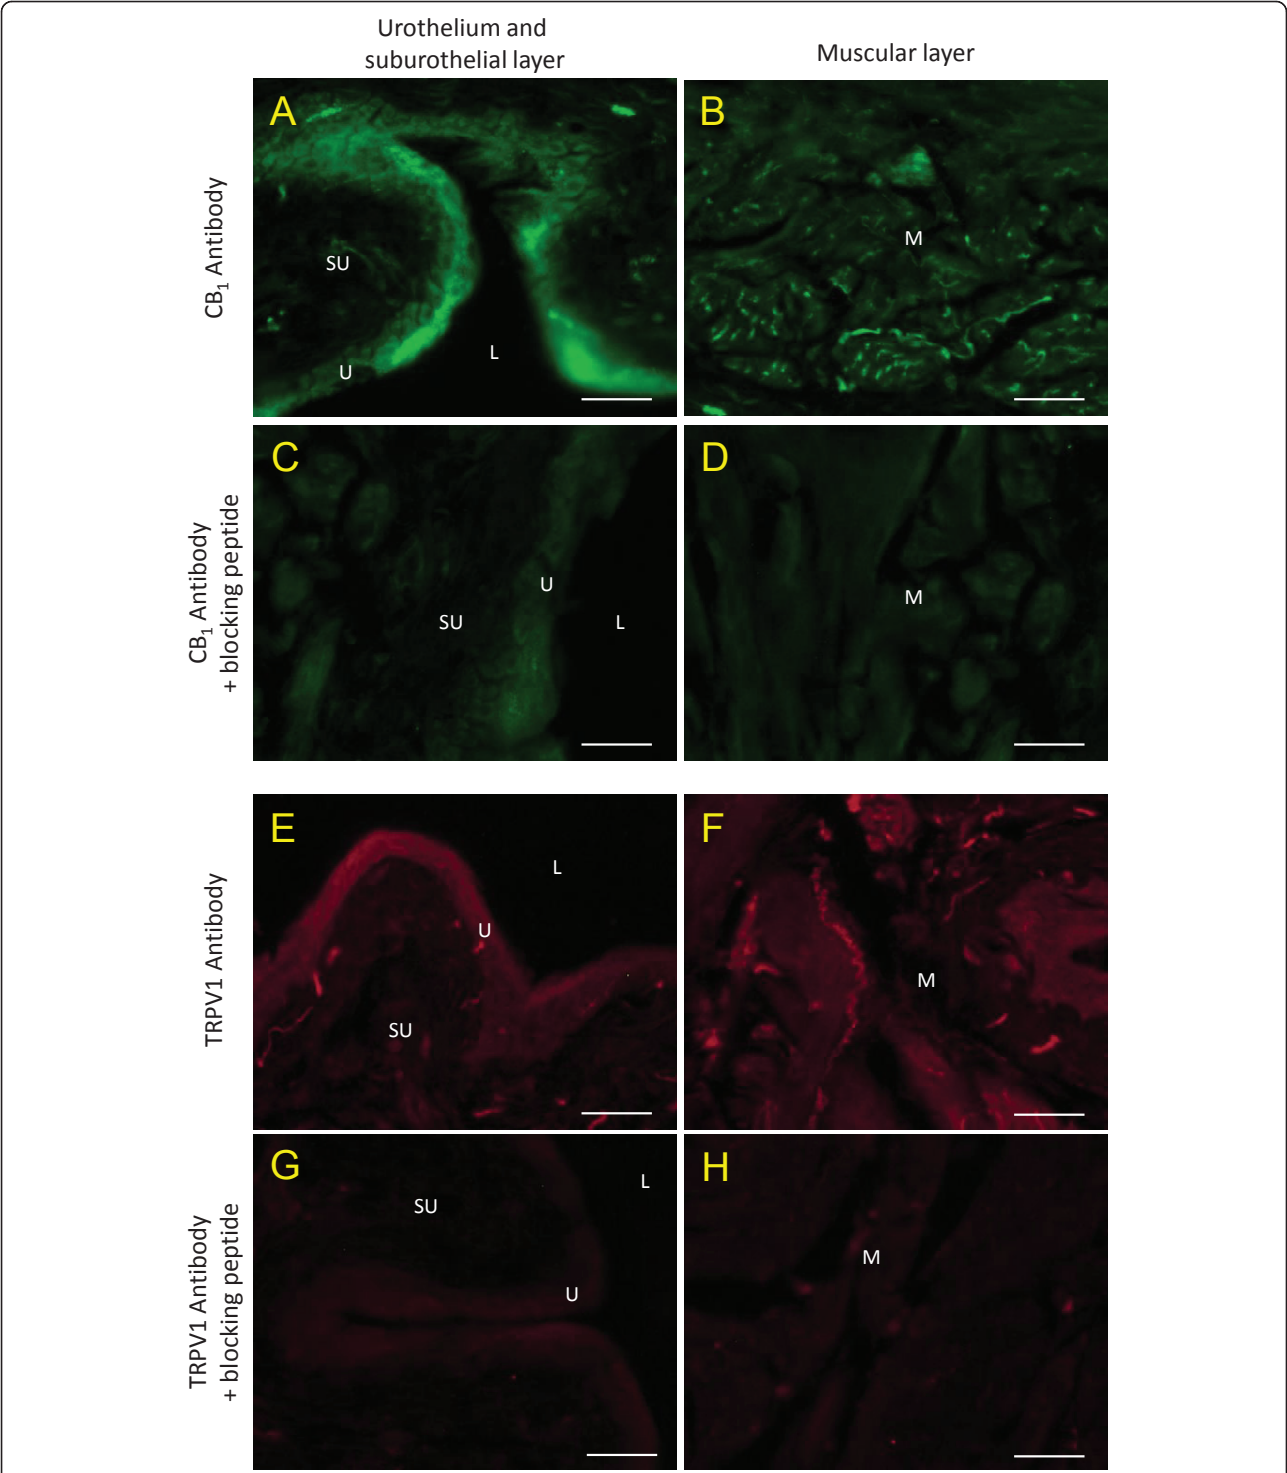 Urothelium and
suburothelial layer
Muscular layer
CB1 Antibody
A
SU
U
L
B
M
CB1 Antibody
+ blocking peptide
C
SU
U
L
D
M
TRPV1 Antibody
E
L
U
SU
F
M
TRPV1 Antibody
+ blocking peptide
G
SU
L
U
H
M